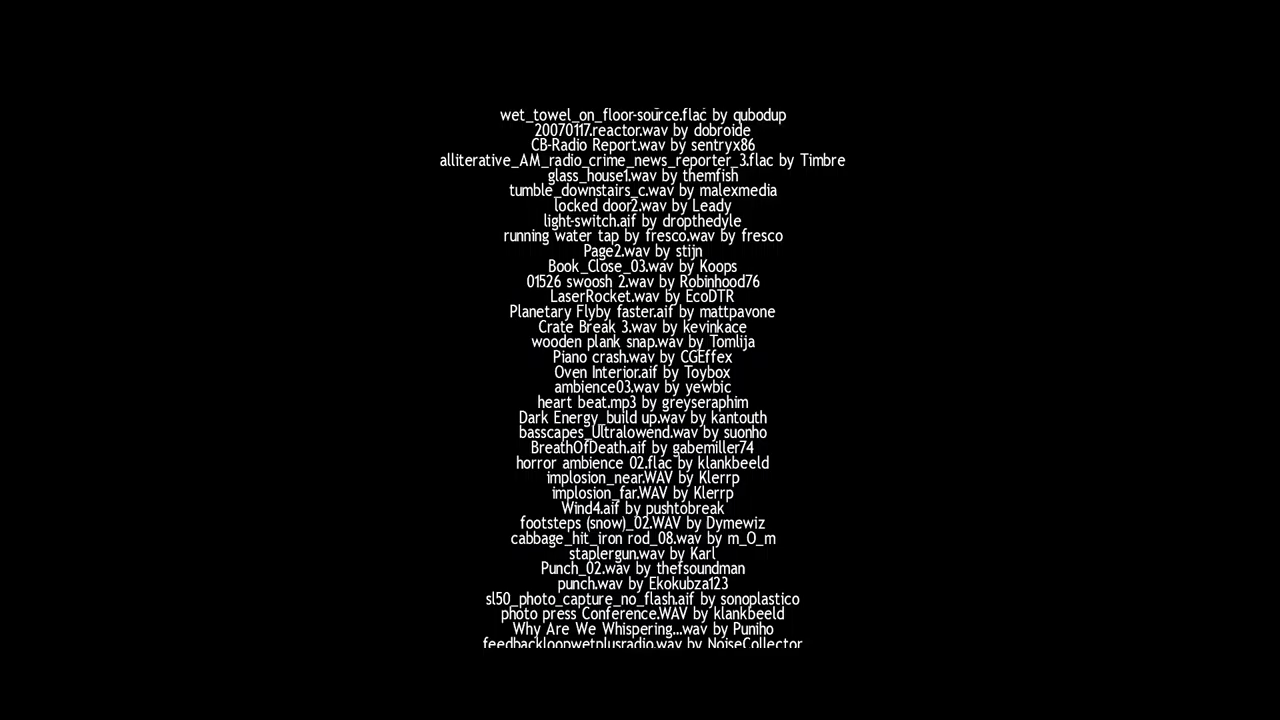 wet_towel_on_floor-source.flac by qubodup
20070117.reactor.wav by dobroide
CB-Radio Report.wav by sentryx86
alliterative_AM_radio_crime_news_reporter_3.flac by Timbre
glass_house1.wav by themfish
tumble_downstairs_c.wav by malexmedia
locked door2.wav by Leady
light-switch.aif by dropthedyle
running water tap by fresco.wav by fresco
Page2.wav by stijn
Book_Close_03.wav by Koops
01526 swoosh 2.wav by Robinhood76
LaserRocket.wav by EcoDTR
Planetary Flyby faster.aif by mattpavone
Crate Break 3.wav by kevinkace
wooden plank snap.wav by Tomlija
Piano crash.wav by CGEffex
Oven Interior.aif by Toybox
ambience03.wav by yewbic
heart beat.mp3 by greyseraphim
Dark Energy_build up.wav by kantouth
basscapes_Ultralowend.wav by suonho
BreathOfDeath.aif by gabemiller74
horror ambience 02.flac by klankbeeld
implosion_near.WAV by Klerrp
implosion_far.WAV by Klerrp
Wind4.aif by pushtobreak
footsteps (snow)_02.WAV by Dymewiz
cabbage_hit_iron rod_08.wav by m_O_m
staplergun.wav by Karl
Punch_02.wav by thefsoundman
punch.wav by Ekokubza123
sl50_photo_capture_no_flash.aif by sonoplastico
photo press Conference.WAV by klankbeeld
Why Are We Whispering...wav by Puniho
feedbackloopwetplusradio.wav by NoiseCollector